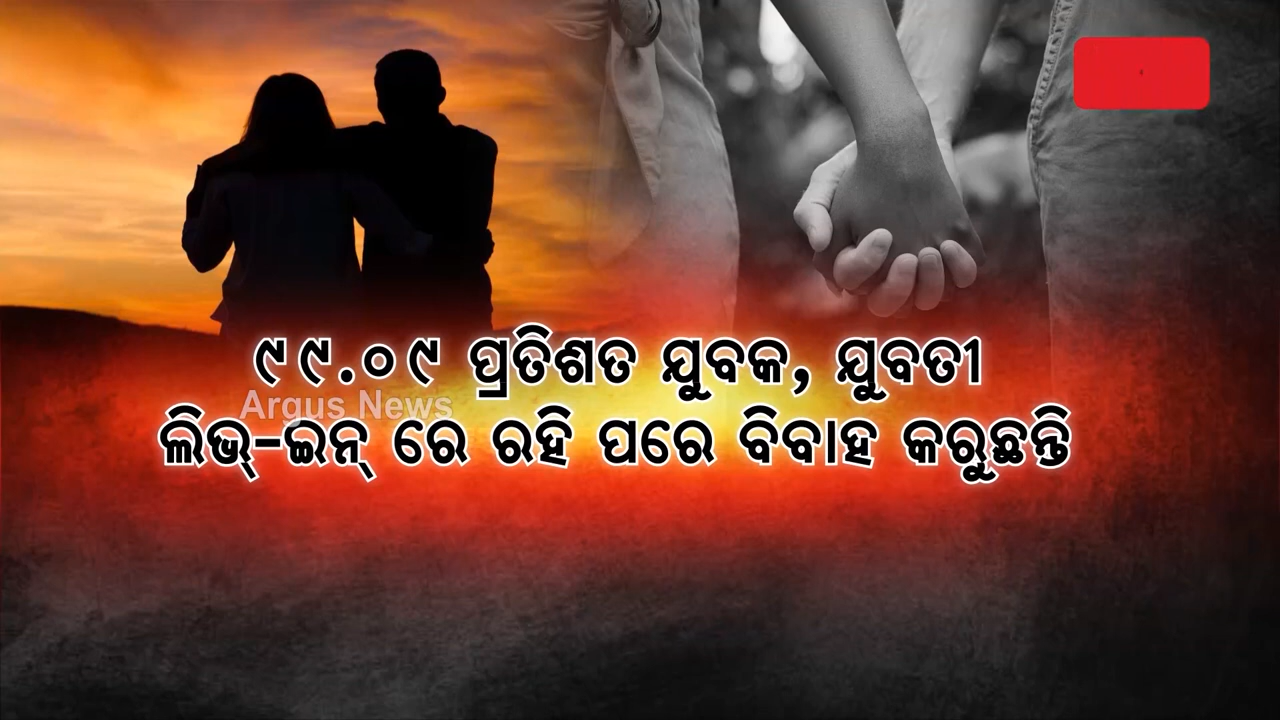 ୯୯.୦୯ ପ୍ରତିଶତ ଯୁବକ, ଯୁବତୀ
Argus News
ଲିଭ୍-ଇନ୍ ରେ ରହି ପରେ ବିବାହ କରୁଛନ୍ତି